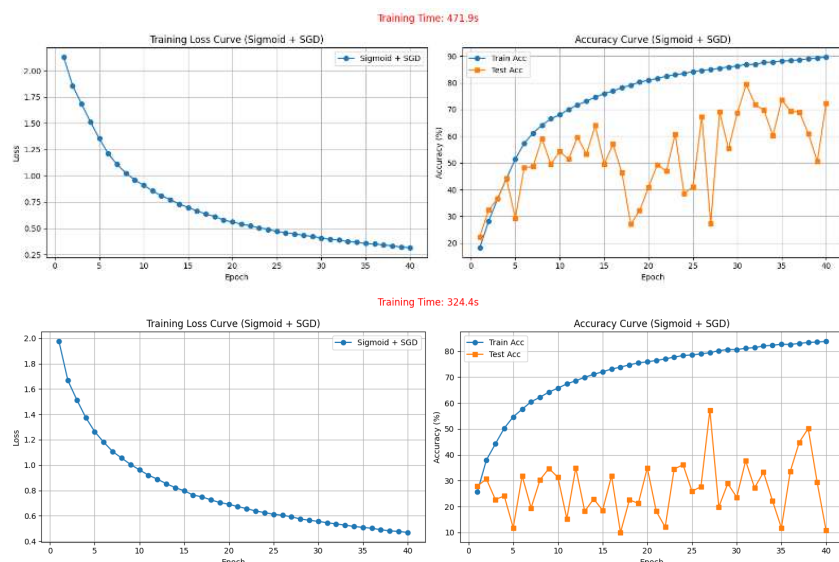 Training Time: 471.9s
Training Loss Curve (Sigmoid + SGD)
Sigmoid + SGD
2.00
1.75
1.50
1.25
1.00
0.75
0.50
0.25
Loss
0 5 10 15 20 25 30 35 40
Epoch
Accuracy Curve (Sigmoid + SGD)
Train Acc
Test Acc
90
80
70
60
50
40
30
20
Accuracy (%)
0 5 10 15 20 25 30 35 40
Epoch
Training Time: 324.4s
Training Loss Curve (Sigmoid + SGD)
Sigmoid + SGD
2.0
1.8
1.6
1.4
1.2
1.0
0.8
0.6
0.4
Loss
0 5 10 15 20 25 30 35 40
Epoch
Accuracy Curve (Sigmoid + SGD)
Train Acc
Test Acc
80
70
60
50
40
30
20
10
Accuracy (%)
0 5 10 15 20 25 30 35 40
Epoch